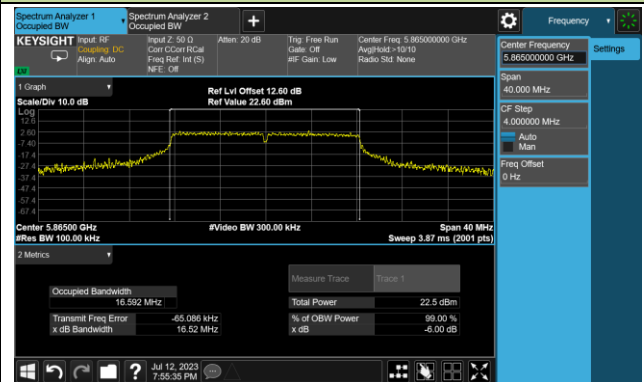 Spectrum Analyzer 1
Occupied BW
Spectrum Analyzer 2
Occupied BW
+
Frequency
KEYSIGHT
Input: RF
Coupling: DC
Align: Auto
Input Z: 50 Ω
Corr CCorr RCal
Freq Ref: Int (S)
NFE: Off
Atten: 20 dB
Trig: Free Run
Gate: Off
#IF Gain: Low
Center Freq: 5.865000000 GHz
Avg|Hold:>10/10
Radio Std: None
Center Frequency
5.865000000 GHz
Settings
Span
40.000 MHz
CF Step
4.000000 MHz
Auto
Man
Freq Offset
0 Hz
1 Graph
Scale/Div 10.0 dB
Ref Lvl Offset 12.60 dB
Ref Value 22.60 dBm
Log
12.6
2.60
-7.40
-17.4
-27.4
-37.4
-47.4
-57.4
-67.4
Center 5.86500 GHz
#Res BW 100.00 kHz
#Video BW 300.00 kHz
Span 40 MHz
Sweep 3.87 ms (2001 pts)
2 Metrics
Measure Trace
Trace 1
Occupied Bandwidth
16.592 MHz
Total Power
22.5 dBm
Transmit Freq Error
-65.086 kHz
% of OBW Power
99.00 %
x dB Bandwidth
16.52 MHz
x dB
-6.00 dB
?
Jul 12, 2023
7:55:35 PM